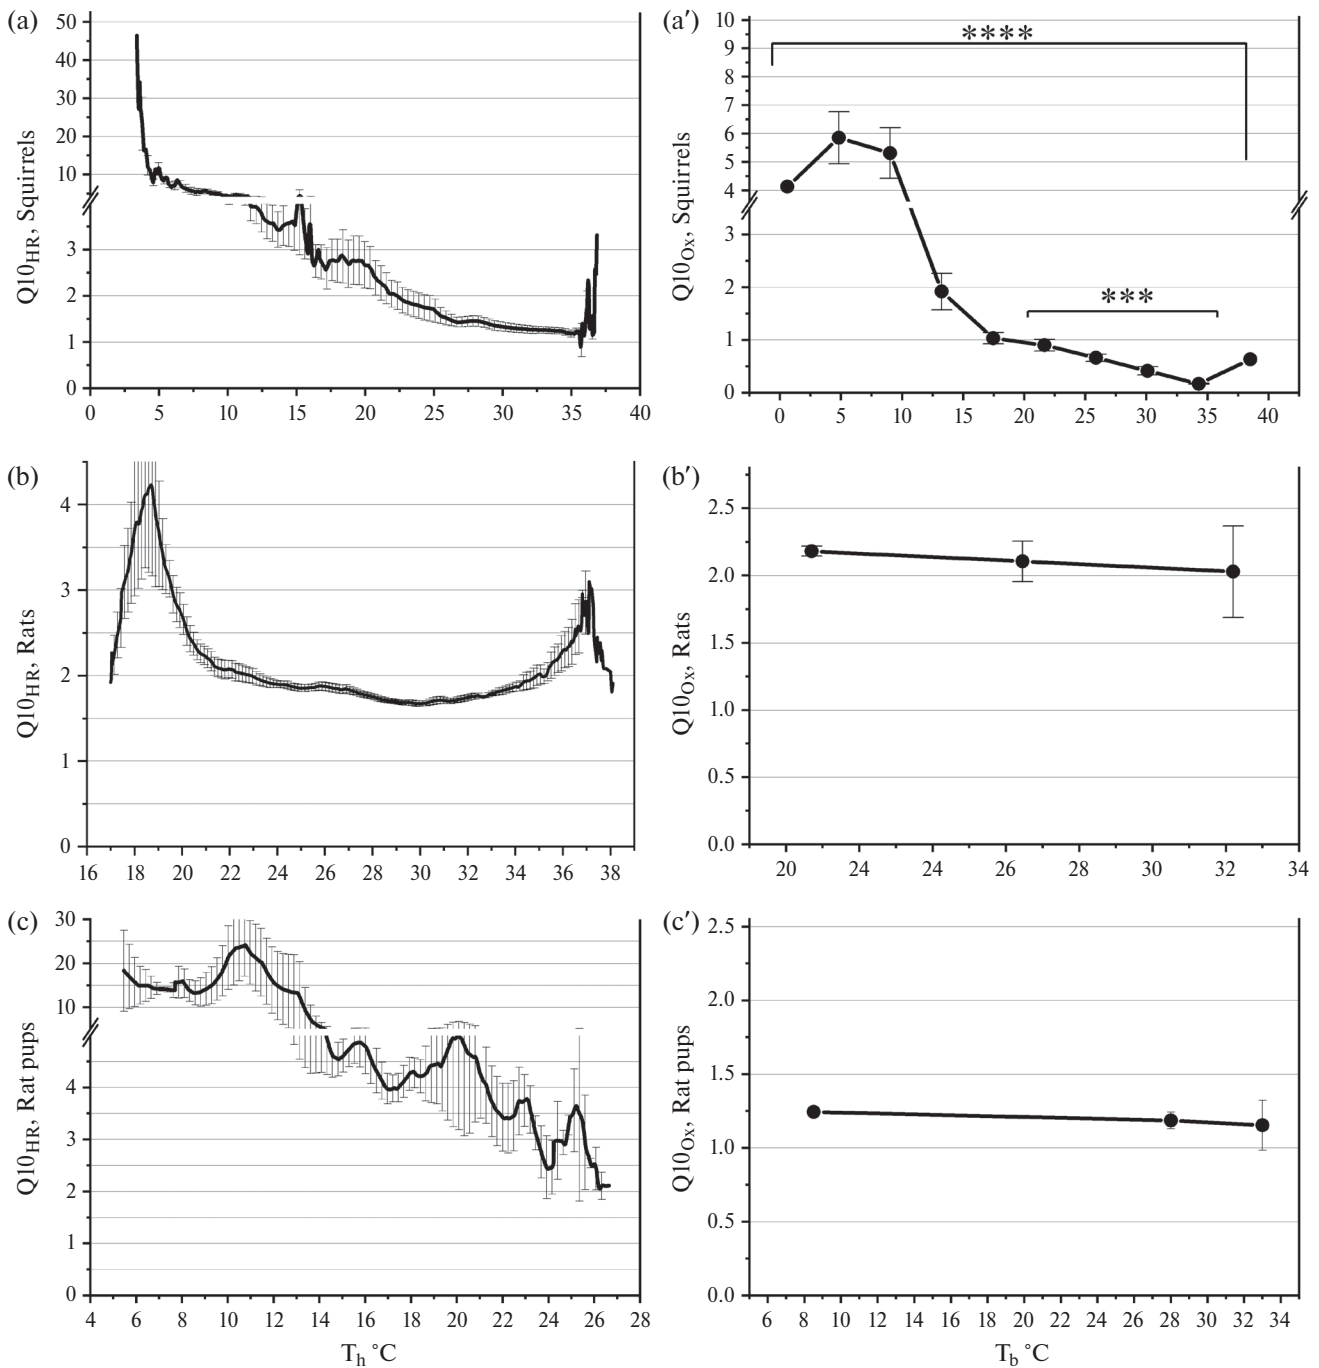 (a)
Q10HR, Squirrels
50
40
30
20
10
3
2
1
0
0 5 10 15 20 25 30 35 40
(a′)
Q10Ox, Squirrels
10
9
8
7
6
5
4
3
2
1
0
****
***
0 5 10 15 20 25 30 35 40
(b)
Q10HR, Rats
4
3
2
1
0
16 18 20 22 24 26 28 30 32 34 36 38
(b′)
Q10Ox, Rats
2.5
2.0
1.5
1.0
0.5
0.0
20 24 24 26 28 30 32 34
(c)
Q10HR, Rat pups
30
20
10
4
3
2
1
0
4 6 8 10 12 14 16 18 20 22 24 26 28
Th °C
(c′)
Q10Ox, Rat pups
2.5
2.0
1.5
1.0
0.5
0.0
6 8 10 12 14 16 18 20 22 24 26 28 30 32 34
Tb °C